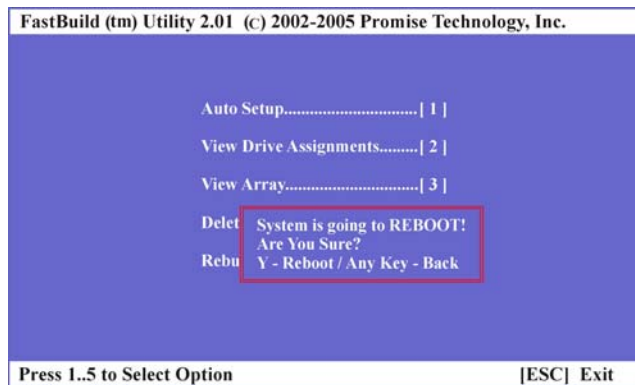 FastBuild (tm) Utility 2.01 (C) 2002-2005 Promise Technology, Inc.
Auto Setup................................[ 1 ]
View Drive Assignments.........[ 2 ]
View Array................................[ 3 ]
Delet
System is going to REBOOT!
Are You Sure?
Rebu
Y - Reboot / Any Key - Back
Press 1..5 to Select Option [ESC] Exit